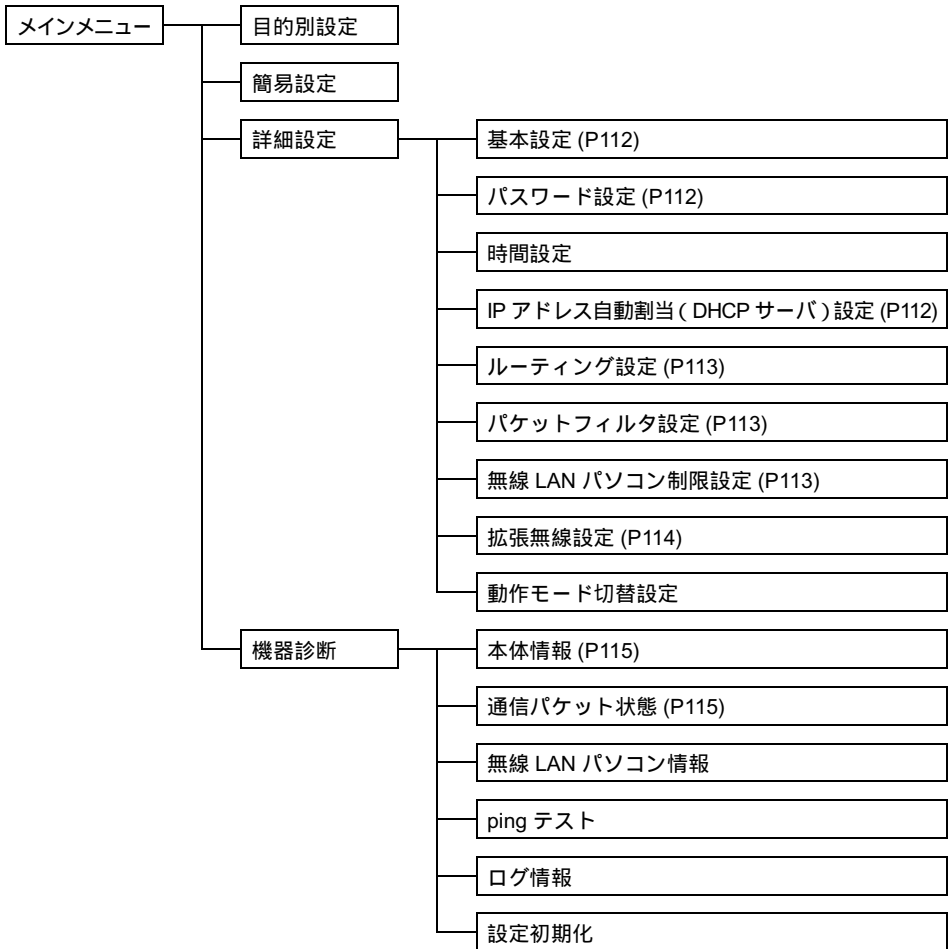 メインメニュー
目的別設定
簡易設定
詳細設定
基本設定 (P112)
パスワード設定 (P112)
時間設定
IP アドレス自動割当（DHCP サーバ）設定 (P112)
ルーティング設定 (P113)
パケットフィルタ設定 (P113)
無線 LAN パソコン制限設定 (P113)
拡張無線設定 (P114)
動作モード切替設定
機器診断
本体情報 (P115)
通信パケット状態 (P115)
無線 LAN パソコン情報
ping テスト
ログ情報
設定初期化